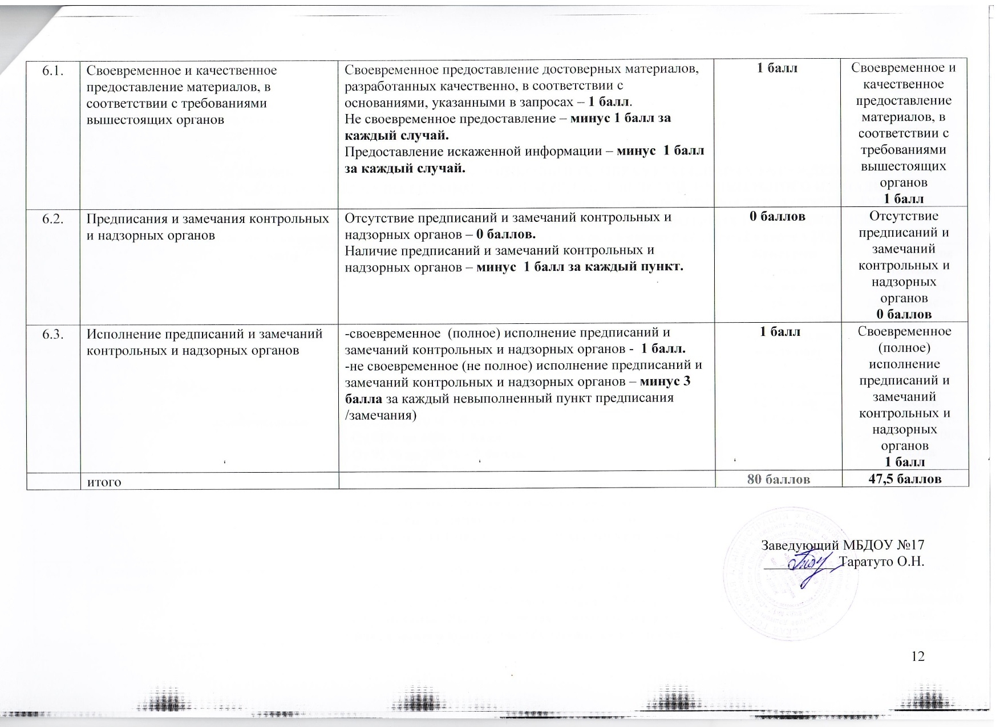 6.1.
Своевременное и качественное
предоставление материалов, в
соответствии с требованиями
вышестоящих органов
Своевременное предоставление достоверных материалов,
разработанных качественно, в соответствии с
основаниями, указанными в запросах – 1 балл.
Не своевременное предоставление – минус 1 балл за
каждый случай.
Предоставление искаженной информации – минус  1 балл
за каждый случай.
1 балл
Своевременное и
качественное
предоставление
материалов, в
соответствии с
требованиями
вышестоящих
органов
1 балл
6.2.
Предписания и замечания контрольных
и надзорных органов
Отсутствие предписаний и замечаний контрольных и
надзорных органов – 0 баллов.
Наличие предписаний и замечаний контрольных и
надзорных органов – минус  1 балл за каждый пункт.
0 баллов
Отсутствие
предписаний и
замечаний
контрольных и
надзорных
органов
0 баллов
6.3.
Исполнение предписаний и замечаний
контрольных и надзорных органов
-своевременное  (полное) исполнение предписаний и
замечаний контрольных и надзорных органов -  1 балл.
-не своевременное (не полное) исполнение предписаний и
замечаний контрольных и надзорных органов – минус 3
балла за каждый невыполненный пункт предписания
/замечания)
1 балл
Своевременное
(полное)
исполнение
предписаний и
замечаний
контрольных и
надзорных
органов
1 балл
итого
80 баллов
47,5 баллов
Заведующий МБДОУ №17
Таратуто О.Н.
12